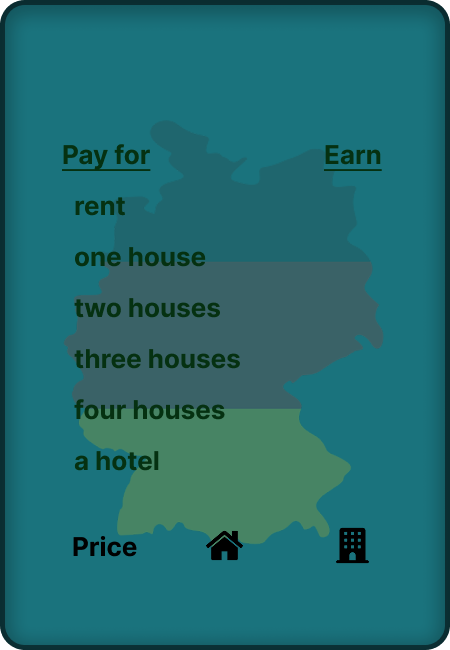 Pay for Earn
rent
one house
two houses
three houses
four houses
a hotel
Price